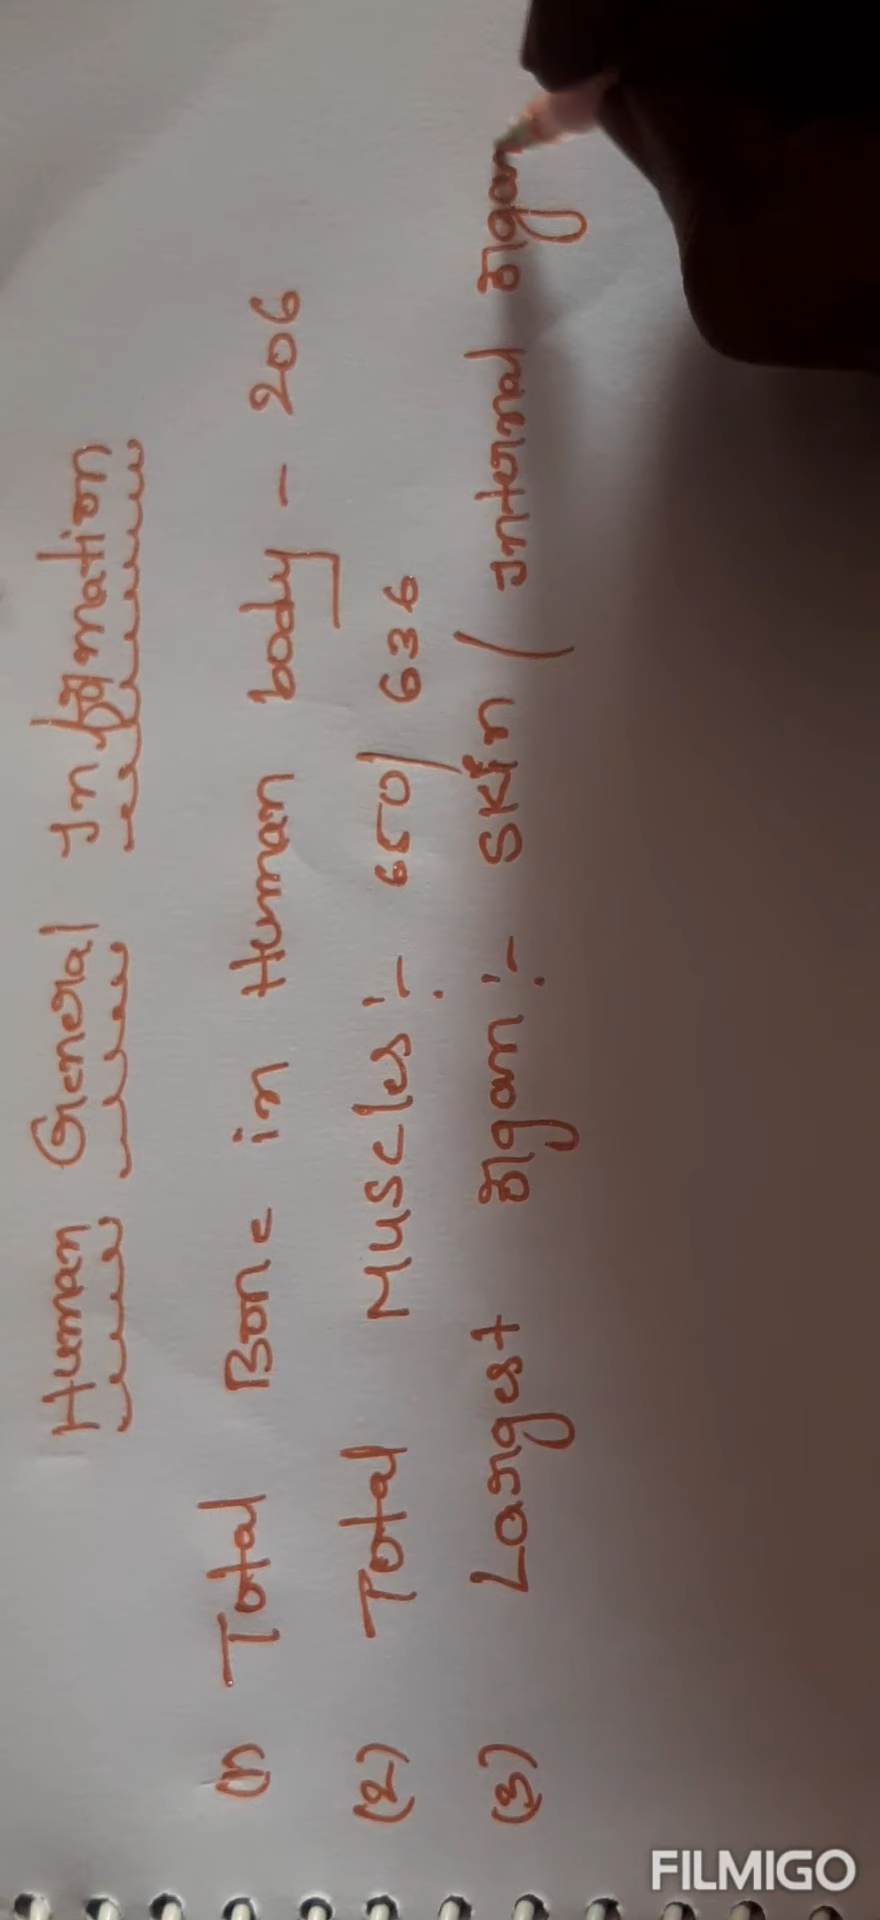 Human General Information
(1) Total Bone in Human body - 206
(2) Total Muscles :- 650/ 636
(3) Largest organ :- Skin / Internal organ
FILMIGO